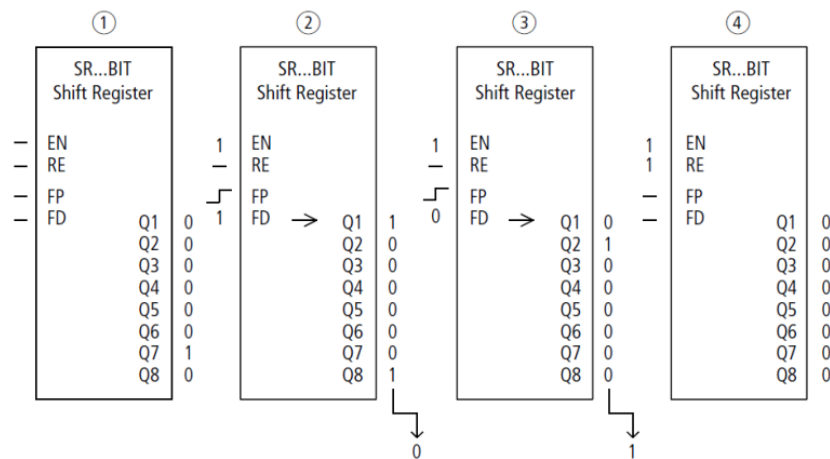 ① ② ③ ④
SR...BIT SR...BIT SR...BIT SR...BIT
Shift Register Shift Register Shift Register Shift Register
– EN 1 EN 1 EN 1 EN
– RE – RE – RE 1 RE
– FP FP FP – FP
– FD 1 FD → 0 FD → – FD
Q1 0 Q1 1 Q1 0 Q1 0
Q2 0 Q2 0 Q2 1 Q2 0
Q3 0 Q3 0 Q3 0 Q3 0
Q4 0 Q4 0 Q4 0 Q4 0
Q5 0 Q5 0 Q5 0 Q5 0
Q6 0 Q6 0 Q6 0 Q6 0
Q7 1 Q7 0 Q7 0 Q7 0
Q8 0 Q8 1 Q8 0 Q8 0
0 1